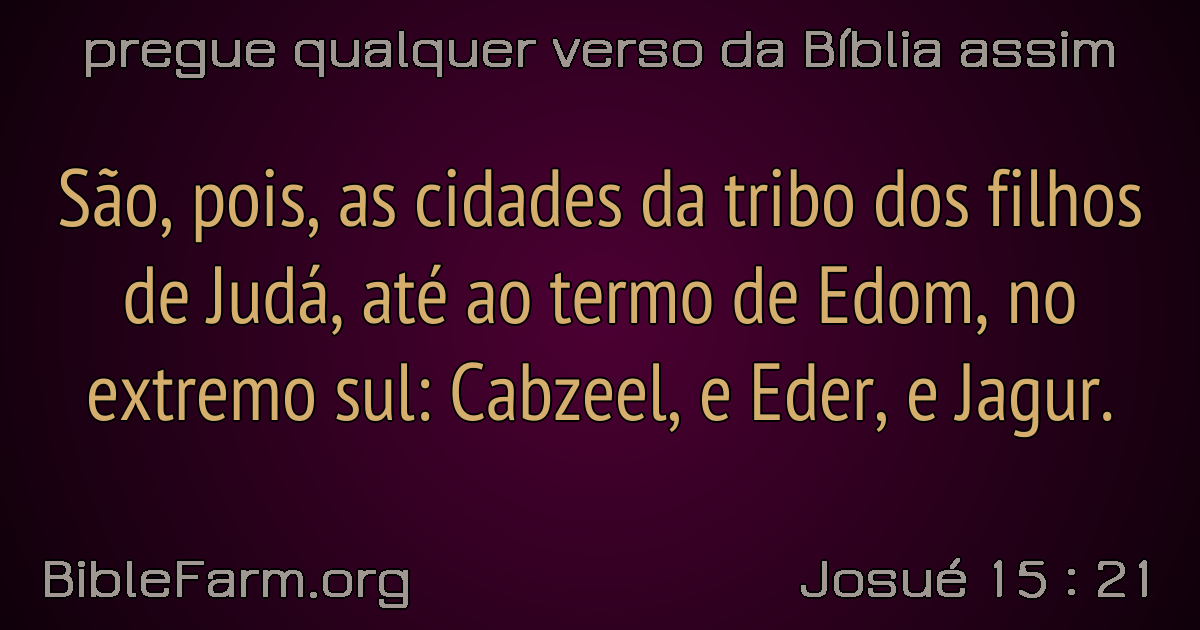 pregue qualquer verso da Bíblia assim
São, pois, as cidades da tribo dos filhos
de Judá, até ao termo de Edom, no
extremo sul: Cabzeel, e Eder, e Jagur.
BibleFarm.org
Josué 15 : 21